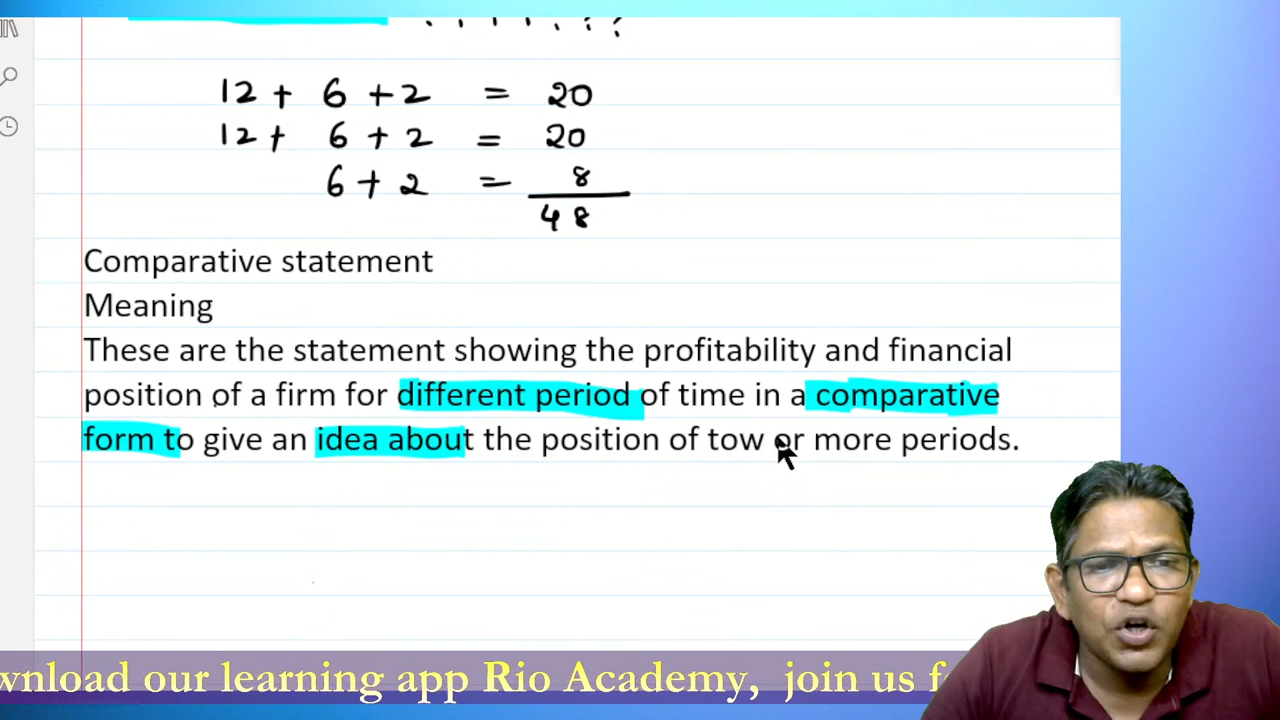 12 + 6 + 2 = 20
12 + 6 + 2 = 20
6 + 2 = 8
48
Comparative statement
Meaning
These are the statement showing the profitability and financial
position of a firm for different period of time in a comparative
form to give an idea about the position of tow or more periods.
wnload our learning app Rio Academy, join us f